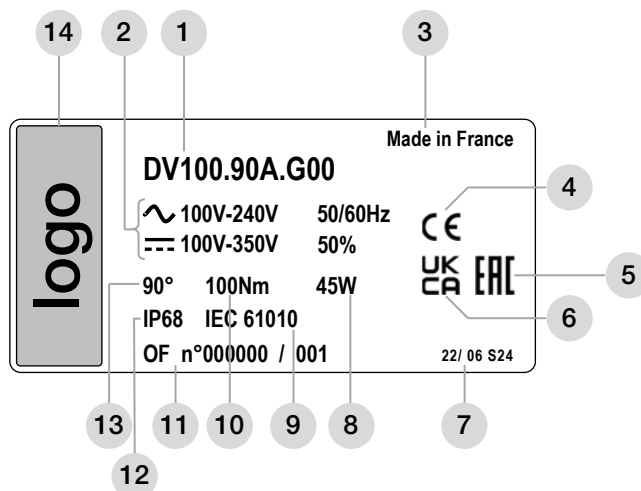 14 2 1 3
Made in France
DV100.90A.G00
100V-240V 50/60Hz
100V-350V 50%
4
CE
logo
UK
CA
EAC
5
6
90° 100Nm 45W
IP68 IEC 61010
OF n°000000 / 001
22/ 06 S24
13 11 10 9 8 7
12